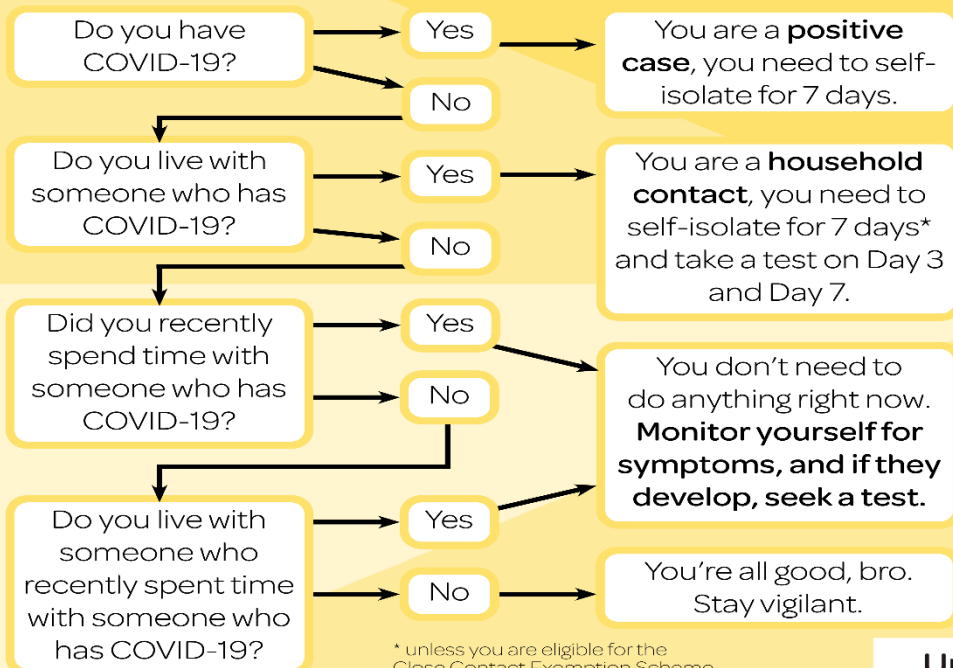 Do you have
COVID-19?
Yes
No
You are a positive
case, you need to self-
isolate for 7 days.
Do you live with
someone who has
COVID-19?
Yes
No
You are a household
contact, you need to
self-isolate for 7 days*
and take a test on Day 3
and Day 7.
Did you recently
spend time with
someone who has
COVID-19?
Yes
No
You don't need to
do anything right now.
Monitor yourself for
symptoms, and if they
develop, seek a test.
Do you live with
someone who
recently spent time
with someone who
has COVID-19?
Yes
No
You're all good, bro.
Stay vigilant.
* unless you are eligible for the
Close Contact Exemption Scheme